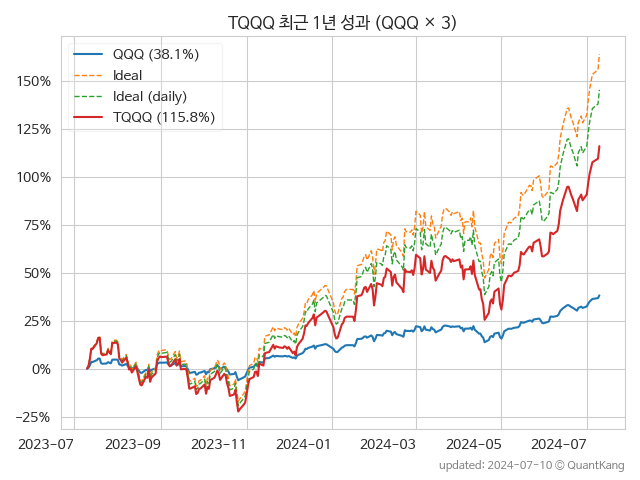 TQQQ 최근 1년 성과 (QQQ × 3)
QQQ (38.1%)
Ideal
Ideal (daily)
TQQQ (115.8%)
150%
125%
100%
75%
50%
25%
0%
−25%
2023-07 2023-09 2023-11 2024-01 2024-03 2024-05 2024-07
updated: 2024-07-10 © QuantKang